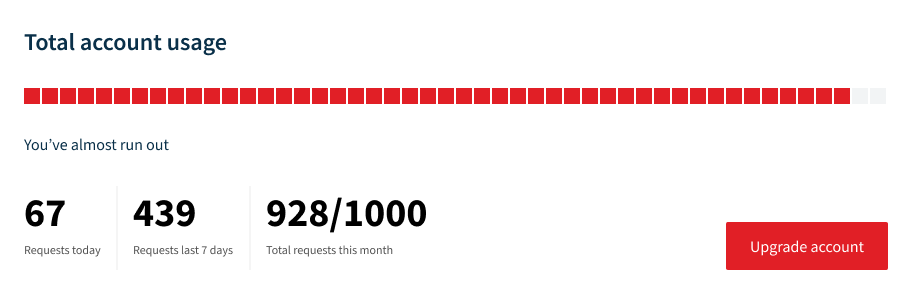 Total account usage
You’ve almost run out
67
Requests today
439
Requests last 7 days
928/1000
Total requests this month
Upgrade account